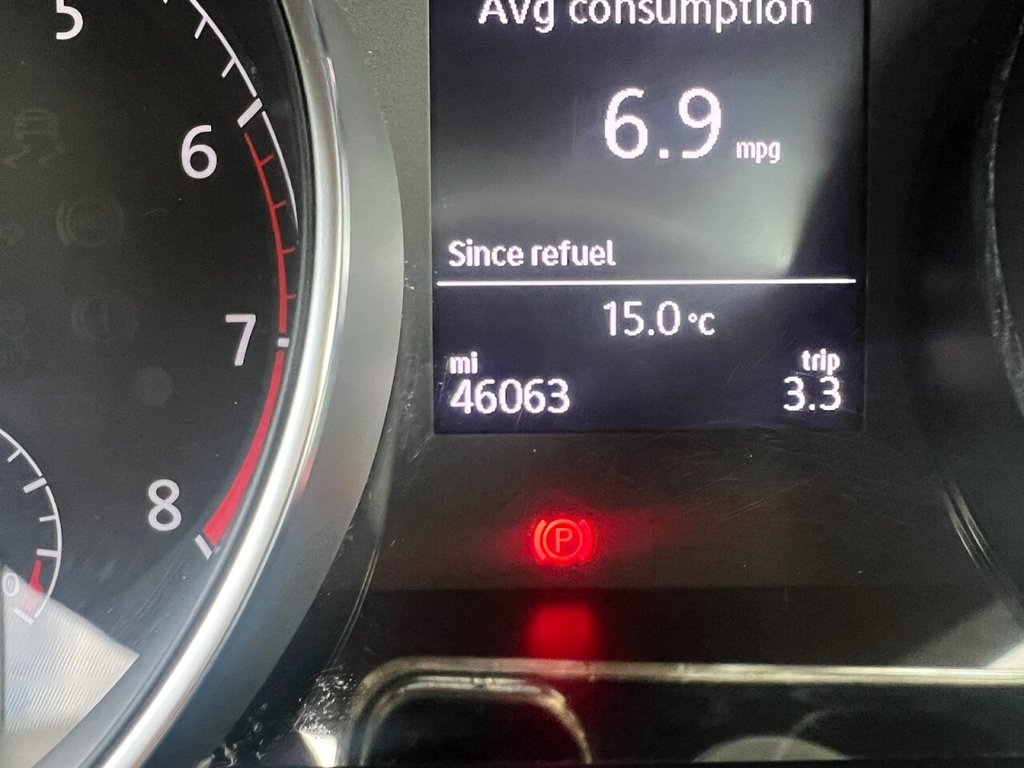 Avg consumption
6.9 mpg
Since refuel
15.0 °C
mi
trip
46063
3.3
5
6
7
8
P